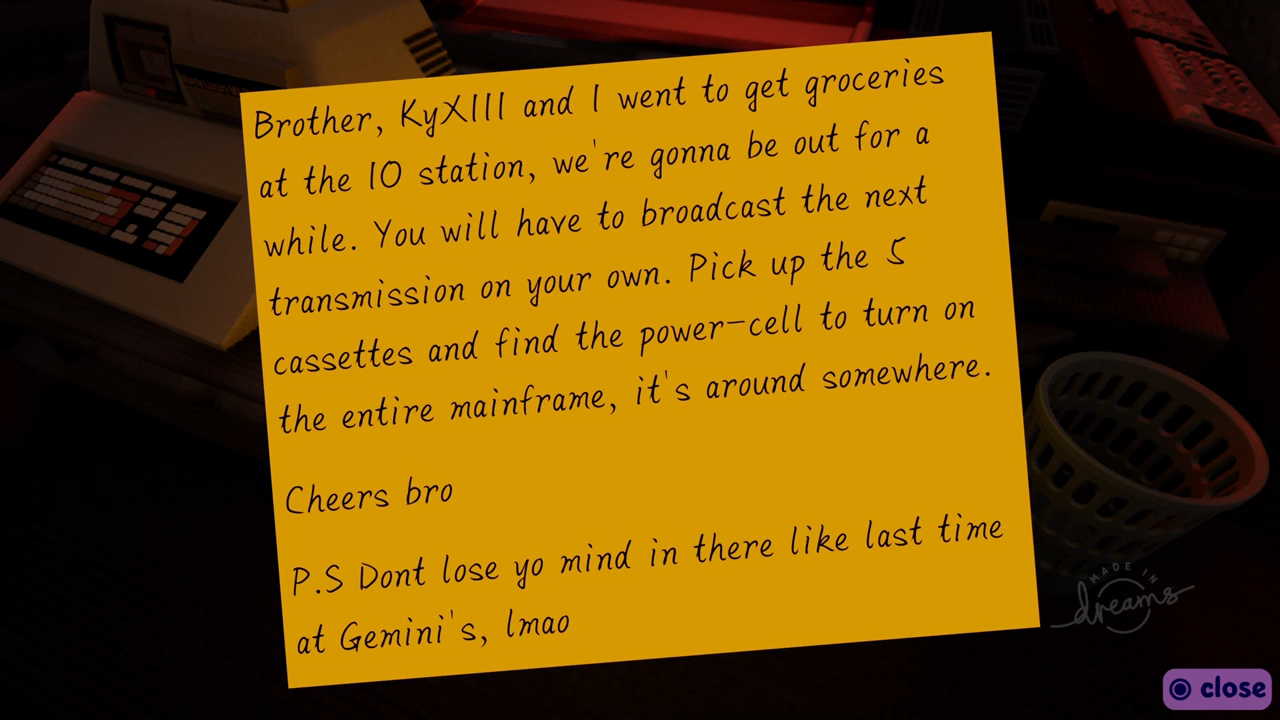 Brother, KyXIII and I went to get groceries
at the IO station, we're gonna be out for a
while. You will have to broadcast the next
transmission on your own. Pick up the 5
cassettes and find the power-cell to turn on
the entire mainframe, it's around somewhere.
Cheers bro
P.S Dont lose yo mind in there like last time
at Gemini's, lmao
MADE IN
dreams
close